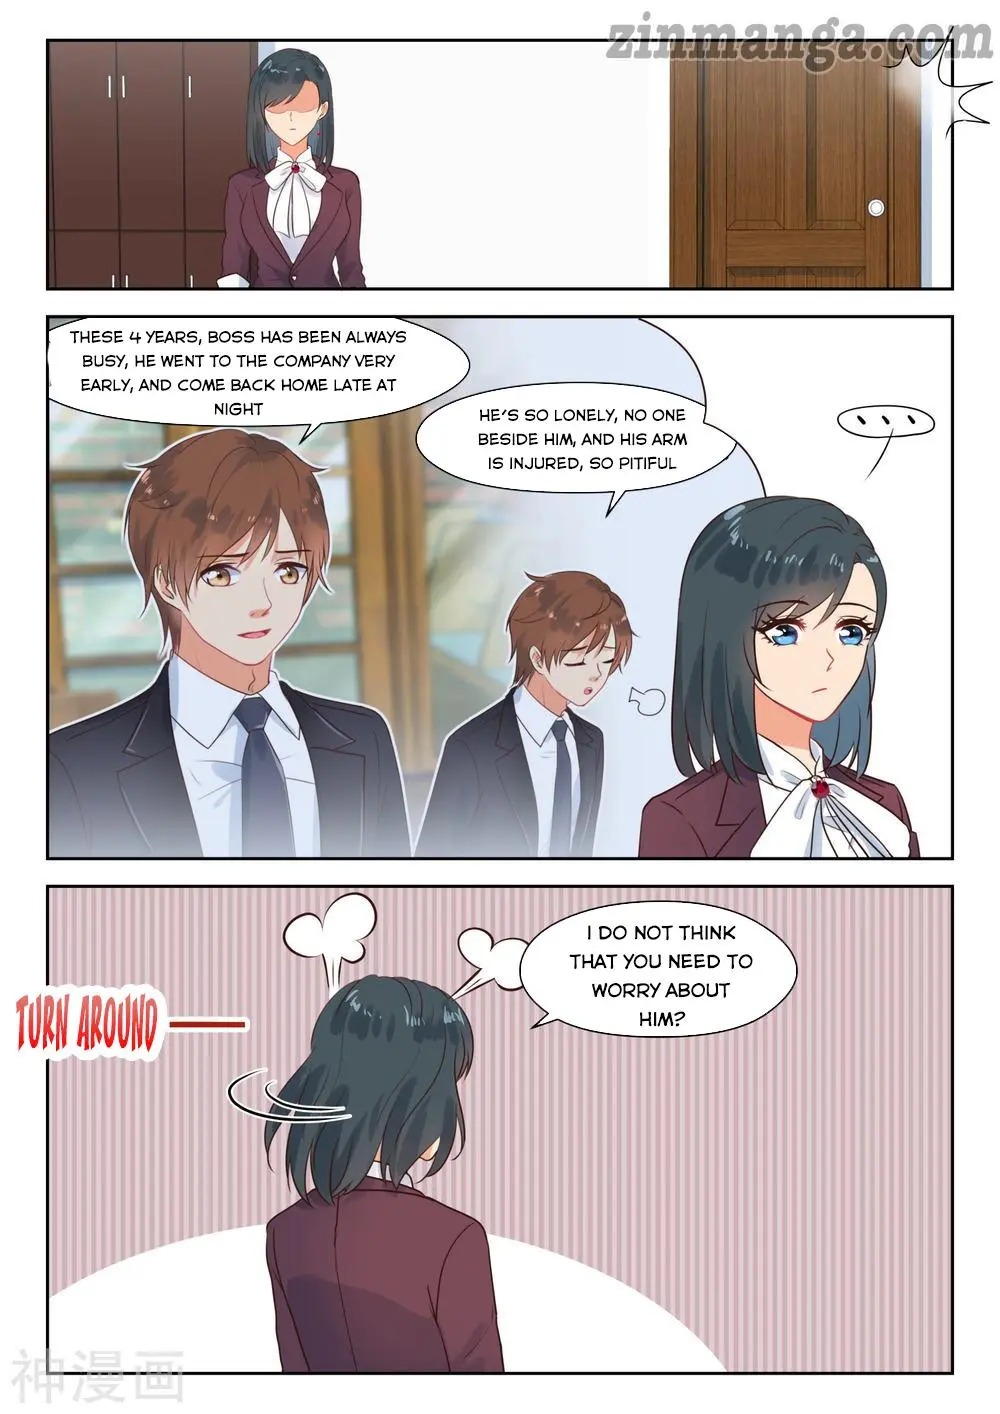 zinmanga.com
THESE 4 YEARS, BOSS HAS BEEN ALWAYS
BUSY, HE WENT TO THE COMPANY VERY
EARLY, AND COME BACK HOME LATE AT
NIGHT
HE'S SO LONELY, NO ONE
BESIDE HIM, AND HIS ARM
IS INJURED, SO PITIFUL
I DO NOT THINK
THAT YOU NEED TO
WORRY ABOUT
HIM?
TURN AROUND
神漫画